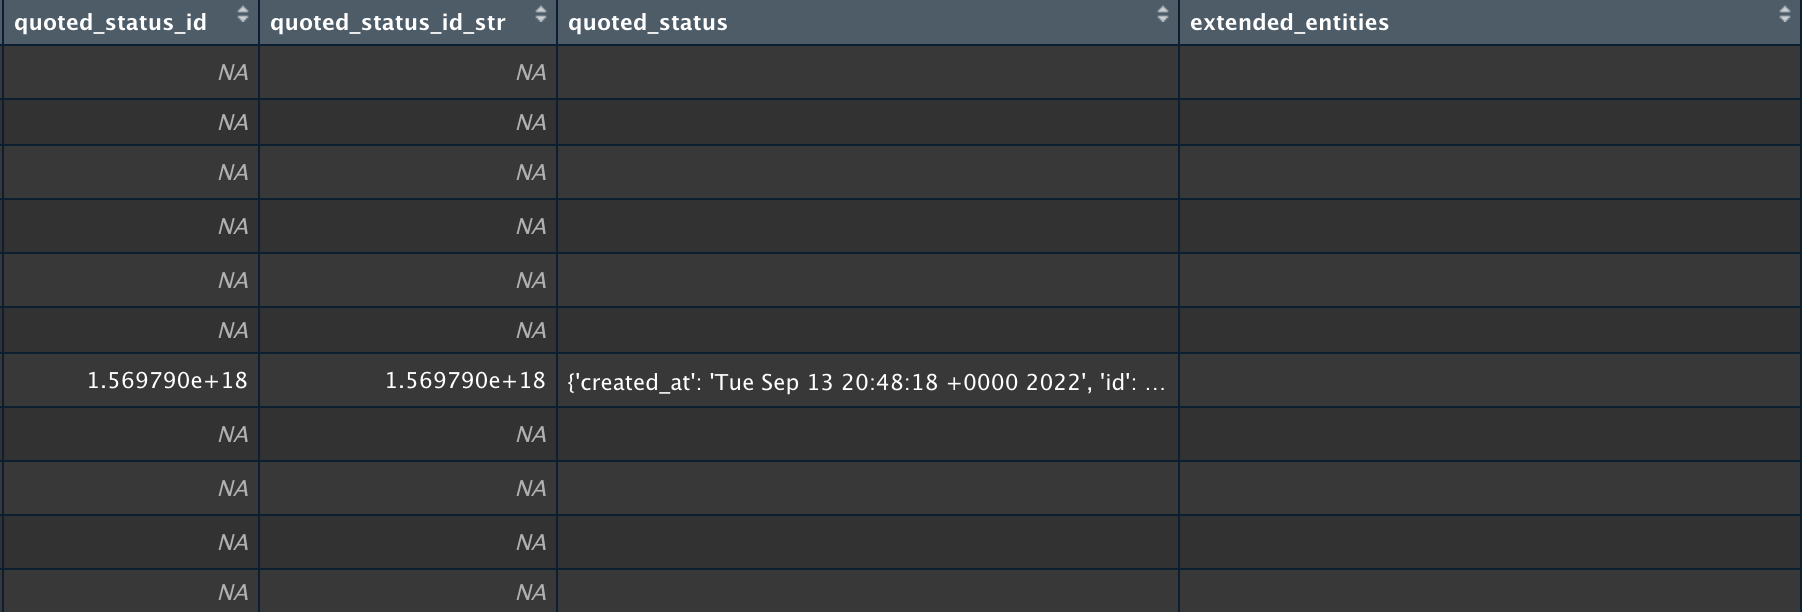 quoted_status_id quoted_status_id_str quoted_status extended_entities
NA NA
NA NA
NA NA
NA NA
NA NA
NA NA
1.569790e+18 1.569790e+18 {'created_at': 'Tue Sep 13 20:48:18 +0000 2022', 'id': ...
NA NA
NA NA
NA NA
NA NA